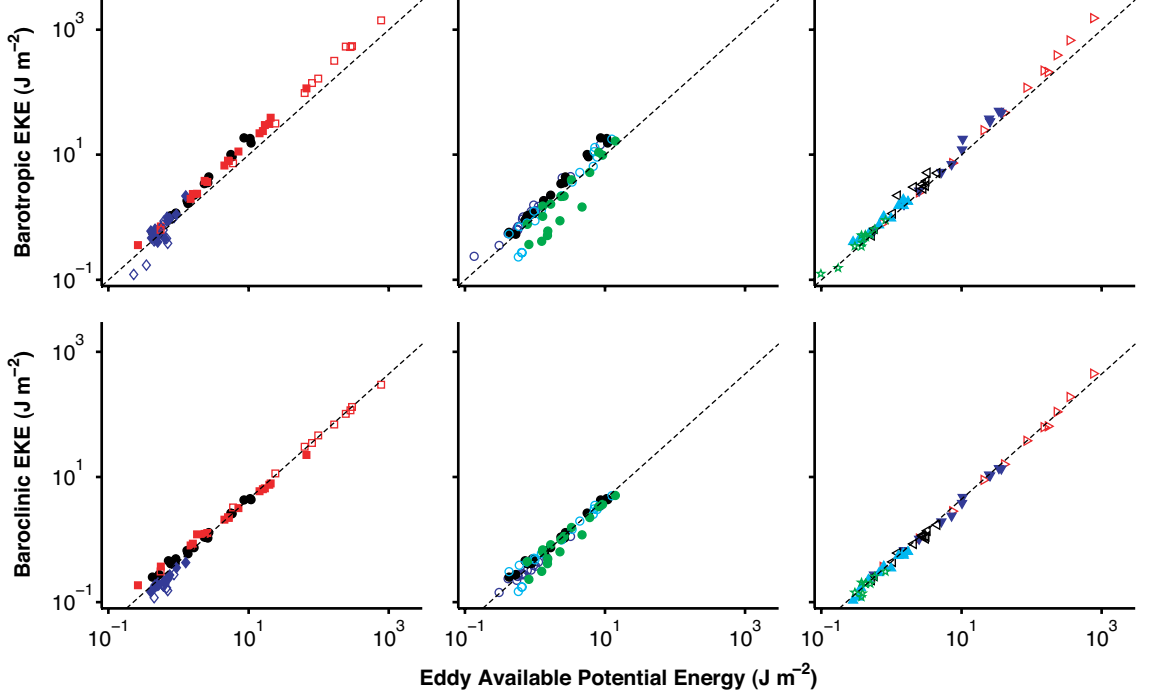 Barotropic EKE (J m⁻²)
10³
10¹
10⁻¹
Baroclinic EKE (J m⁻²)
10³
10¹
10⁻¹
10⁻¹ 10¹ 10³ 10⁻¹ 10¹ 10³ 10⁻¹ 10¹ 10³
Eddy Available Potential Energy (J m⁻²)